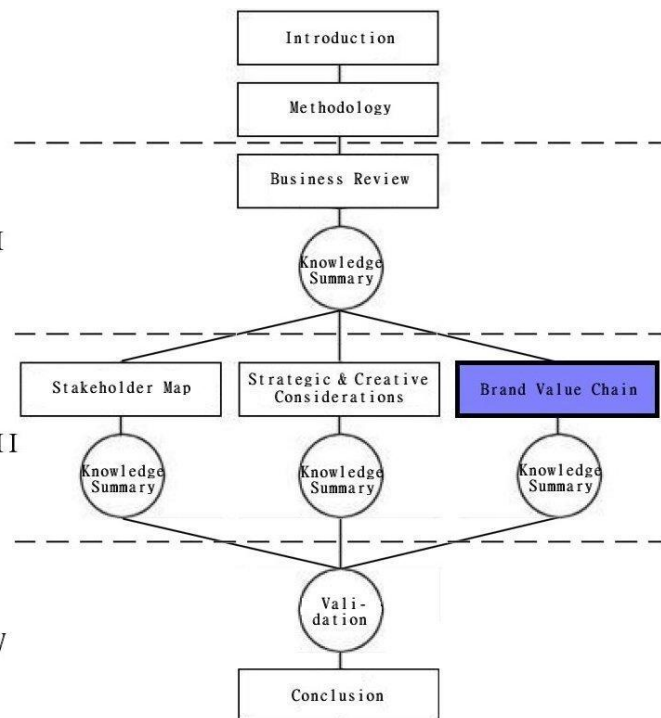 Introduction
Methodology
Business Review
I
Knowledge
Summary
Stakeholder Map
Strategic & Creative
Considerations
Brand Value Chain
II
Knowledge
Summary
Knowledge
Summary
Knowledge
Summary
Vali-
dation
Conclusion